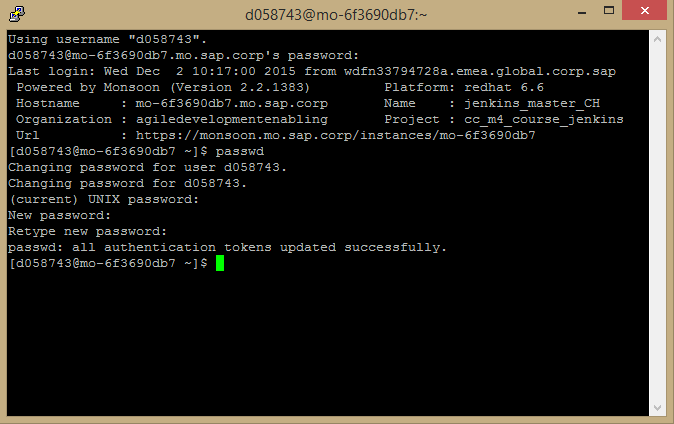 d058743@mo-6f3690db7:~
Using username "d058743".
d058743@mo-6f3690db7.mo.sap.corp's password:
Last login: Wed Dec  2 10:17:00 2015 from wdfn33794728a.emea.global.corp.sap
 Powered by Monsoon (Version 2.2.1383)         Platform: redhat 6.6
 Hostname     : mo-6f3690db7.mo.sap.corp       Name    : jenkins_master_CH
 Organization : agiledevelopmentenabling       Project : cc_m4_course_jenkins
 Url          : https://monsoon.mo.sap.corp/instances/mo-6f3690db7
[d058743@mo-6f3690db7 ~]$ passwd
Changing password for user d058743.
Changing password for d058743.
(current) UNIX password:
New password:
Retype new password:
passwd: all authentication tokens updated successfully.
[d058743@mo-6f3690db7 ~]$